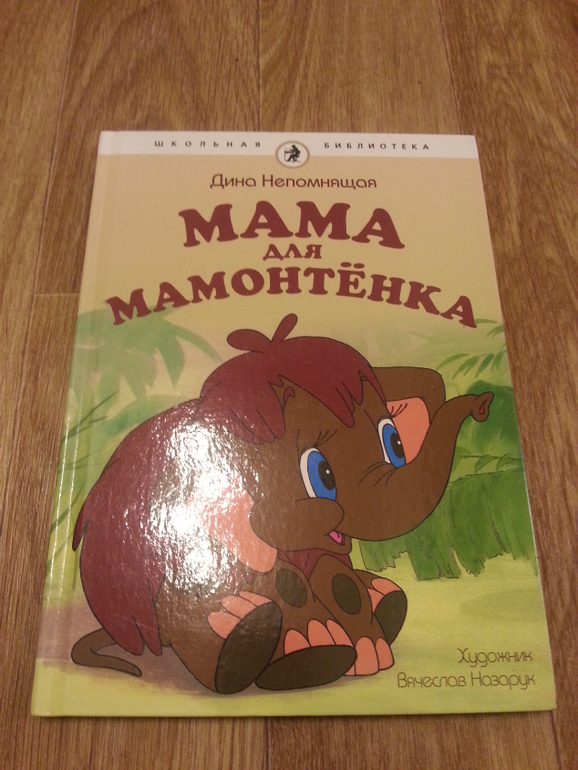 ШКОЛЬНАЯ БИБЛИОТЕКА
Дина Непомнящая
МАМА
ДЛЯ
МАМОНТЁНКА
Художник
Вячеслав Назарук